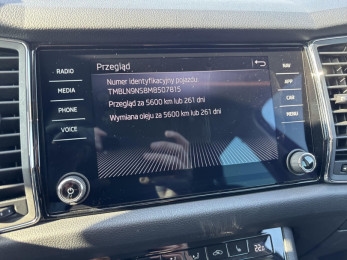 Przegląd
RADIO
MEDIA
PHONE
VOICE
Numer identyfikacyjny pojazdu:
TMBLN9NS8M8507815
Przegląd za 5600 km lub 261 dni
Wymiana oleju za 5600 km lub 261 dni
NAV
APP
CAR
MENU